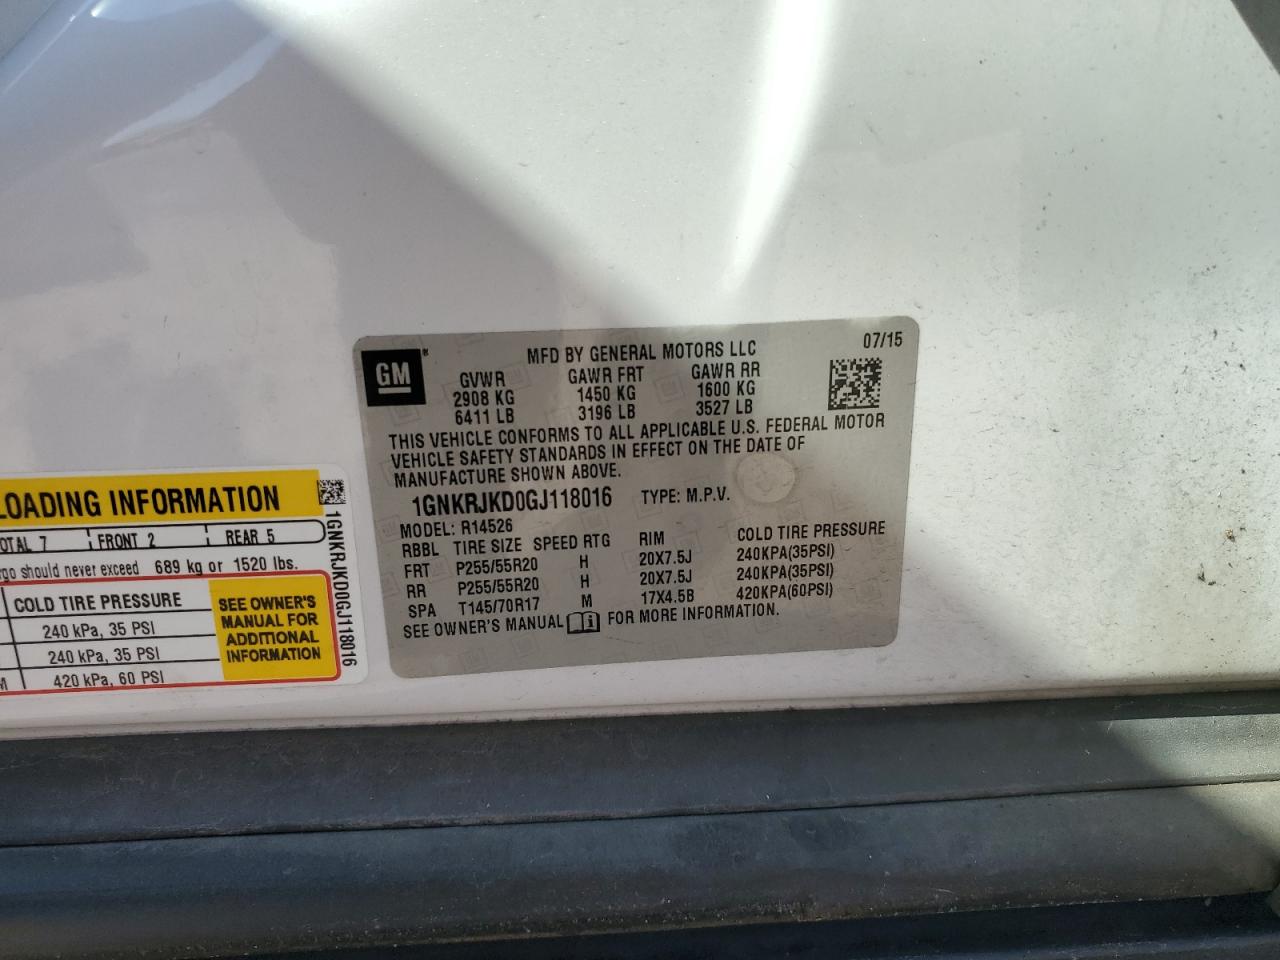 GM
®
MFD BY GENERAL MOTORS LLC
07/15
GVWR GAWR FRT GAWR RR
2908 KG 1450 KG 1600 KG
6411 LB 3196 LB 3527 LB
THIS VEHICLE CONFORMS TO ALL APPLICABLE U.S. FEDERAL MOTOR
VEHICLE SAFETY STANDARDS IN EFFECT ON THE DATE OF
MANUFACTURE SHOWN ABOVE.
1GNKRJKD0GJ118016 TYPE: M.P.V.
MODEL: R14526
RBBL TIRE SIZE SPEED RTG RIM COLD TIRE PRESSURE
FRT P255/55R20 H 20X7.5J 240KPA(35PSI)
RR P255/55R20 H 20X7.5J 240KPA(35PSI)
SPA T145/70R17 M 17X4.5B 420KPA(60PSI)
SEE OWNER'S MANUAL FOR MORE INFORMATION.
LOADING INFORMATION
OTAL 7 FRONT 2 REAR 5
rgo should never exceed 689 kg or 1520 lbs.
COLD TIRE PRESSURE
240 kPa, 35 PSI
240 kPa, 35 PSI
M 420 kPa, 60 PSI
SEE OWNER'S
MANUAL FOR
ADDITIONAL
INFORMATION
1GNKRJKD0GJ118016